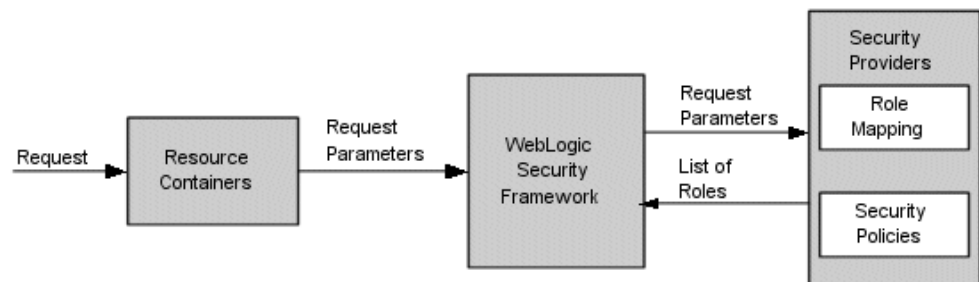 Request
Resource
Containers
Request
Parameters
WebLogic
Security
Framework
Request
Parameters
List of
Roles
Security
Providers
Role
Mapping
Security
Policies